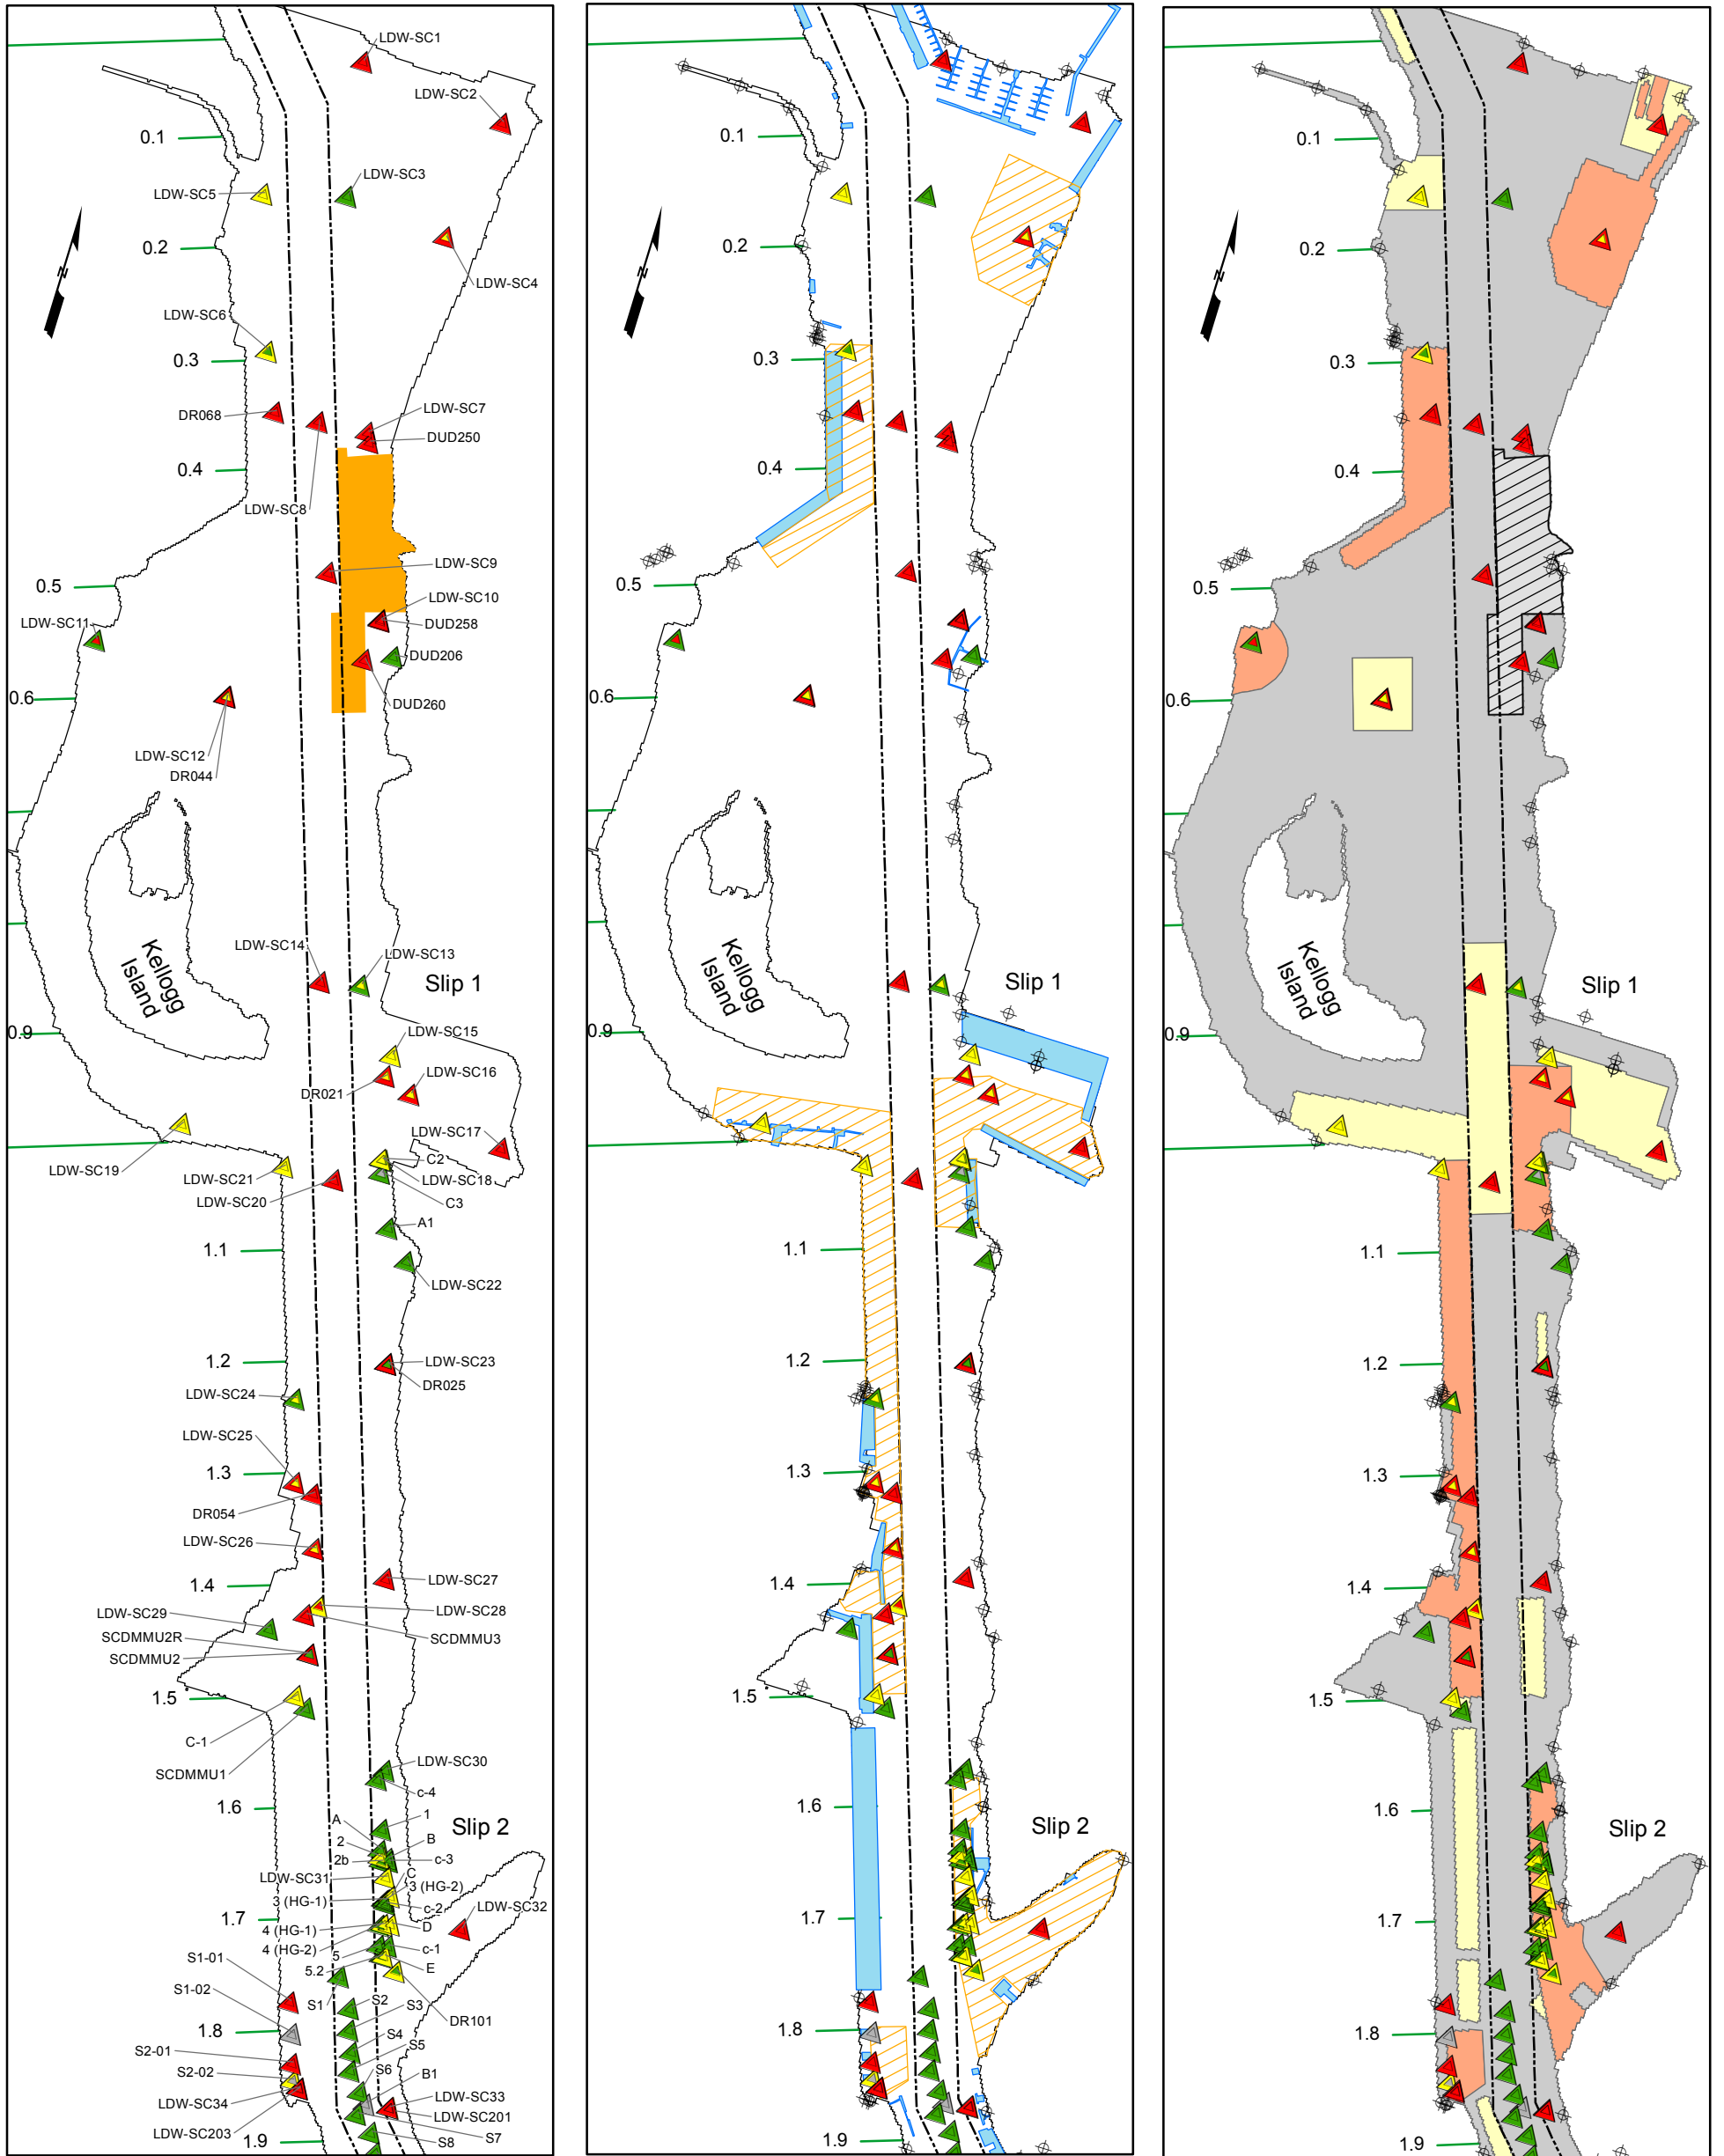 LDW-SC1
LDW-SC2
0.1
LDW-SC3
LDW-SC5
0.2
LDW-SC4
LDW-SC6
N
0.3
DR068
LDW-SC7
DUD250
0.4
LDW-SC8
LDW-SC9
0.5
LDW-SC10
LDW-SC11
DUD258
DUD206
0.6
DUD260
LDW-SC12
DR044
Kellogg
Island
LDW-SC14
LDW-SC13
Slip 1
0.9
LDW-SC15
DR021
LDW-SC16
LDW-SC17
LDW-SC19
C2
LDW-SC21
LDW-SC18
LDW-SC20
C3
A1
1.1
LDW-SC22
1.2
LDW-SC23
DR025
LDW-SC24
LDW-SC25
1.3
DR054
LDW-SC26
1.4
LDW-SC27
LDW-SC29
LDW-SC28
SCDMMU2R
SCDMMU3
SCDMMU2
1.5
C-1
SCDMMU1
LDW-SC30
c-4
1.6
A
1
2
B
Slip 2
2b
c-3
LDW-SC31
C
3 (HG-2)
3 (HG-1)
c-2
LDW-SC32
1.7
4 (HG-1)
D
4 (HG-2)
c-1
5
S1-01
5.2
E
S1-02
S1
S2
S3
DR101
1.8
S4
S2-01
S5
S2-02
S6
B1
LDW-SC34
LDW-SC33
LDW-SC201
LDW-SC203
S7
1.9
S8
0.1
0.2
N
0.3
0.4
0.5
0.6
Kellogg
Island
Slip 1
0.9
1.1
1.2
1.3
1.4
1.5
1.6
Slip 2
1.7
1.8
1.9
0.1
0.2
N
0.3
0.4
0.5
0.6
Kellogg
Island
Slip 1
0.9
1.1
1.2
1.3
1.4
1.5
1.6
Slip 2
1.7
1.8
1.9